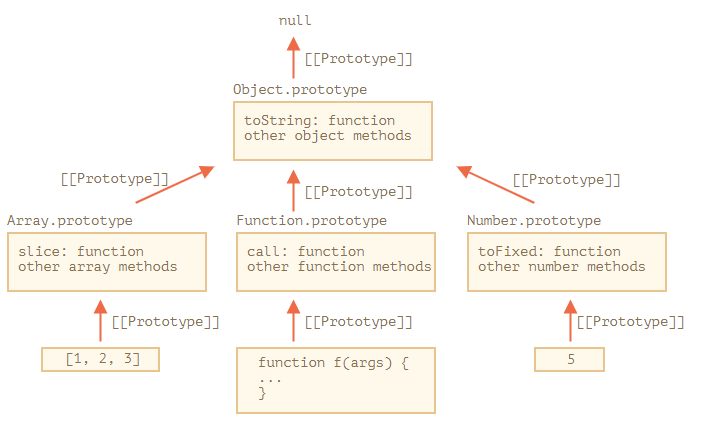 null
[[Prototype]]
Object.prototype
toString: function
other object methods
[[Prototype]]
[[Prototype]]
[[Prototype]]
Array.prototype
Function.prototype
Number.prototype
slice: function
other array methods
call: function
other function methods
toFixed: function
other number methods
[[Prototype]]
[[Prototype]]
[[Prototype]]
[1, 2, 3]
function f(args) {
...
}
5